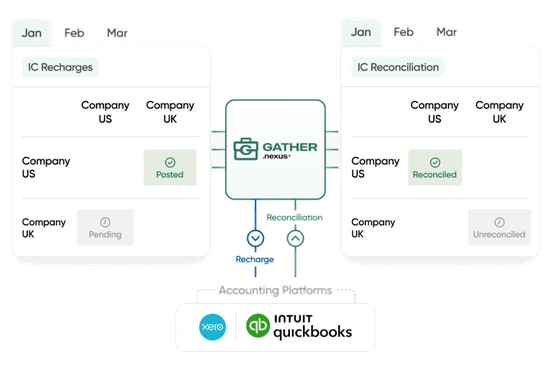 Jan Feb Mar
IC Recharges
Company US
Company UK
Company US
Posted
Company UK
Pending
GATHER
.nexus®
Reconciliation
Recharge
Jan Feb Mar
IC Reconciliation
Company US
Company UK
Company US
Reconciled
Company UK
Unreconciled
Accounting Platforms
xero
qb
INTUIT
quickbooks